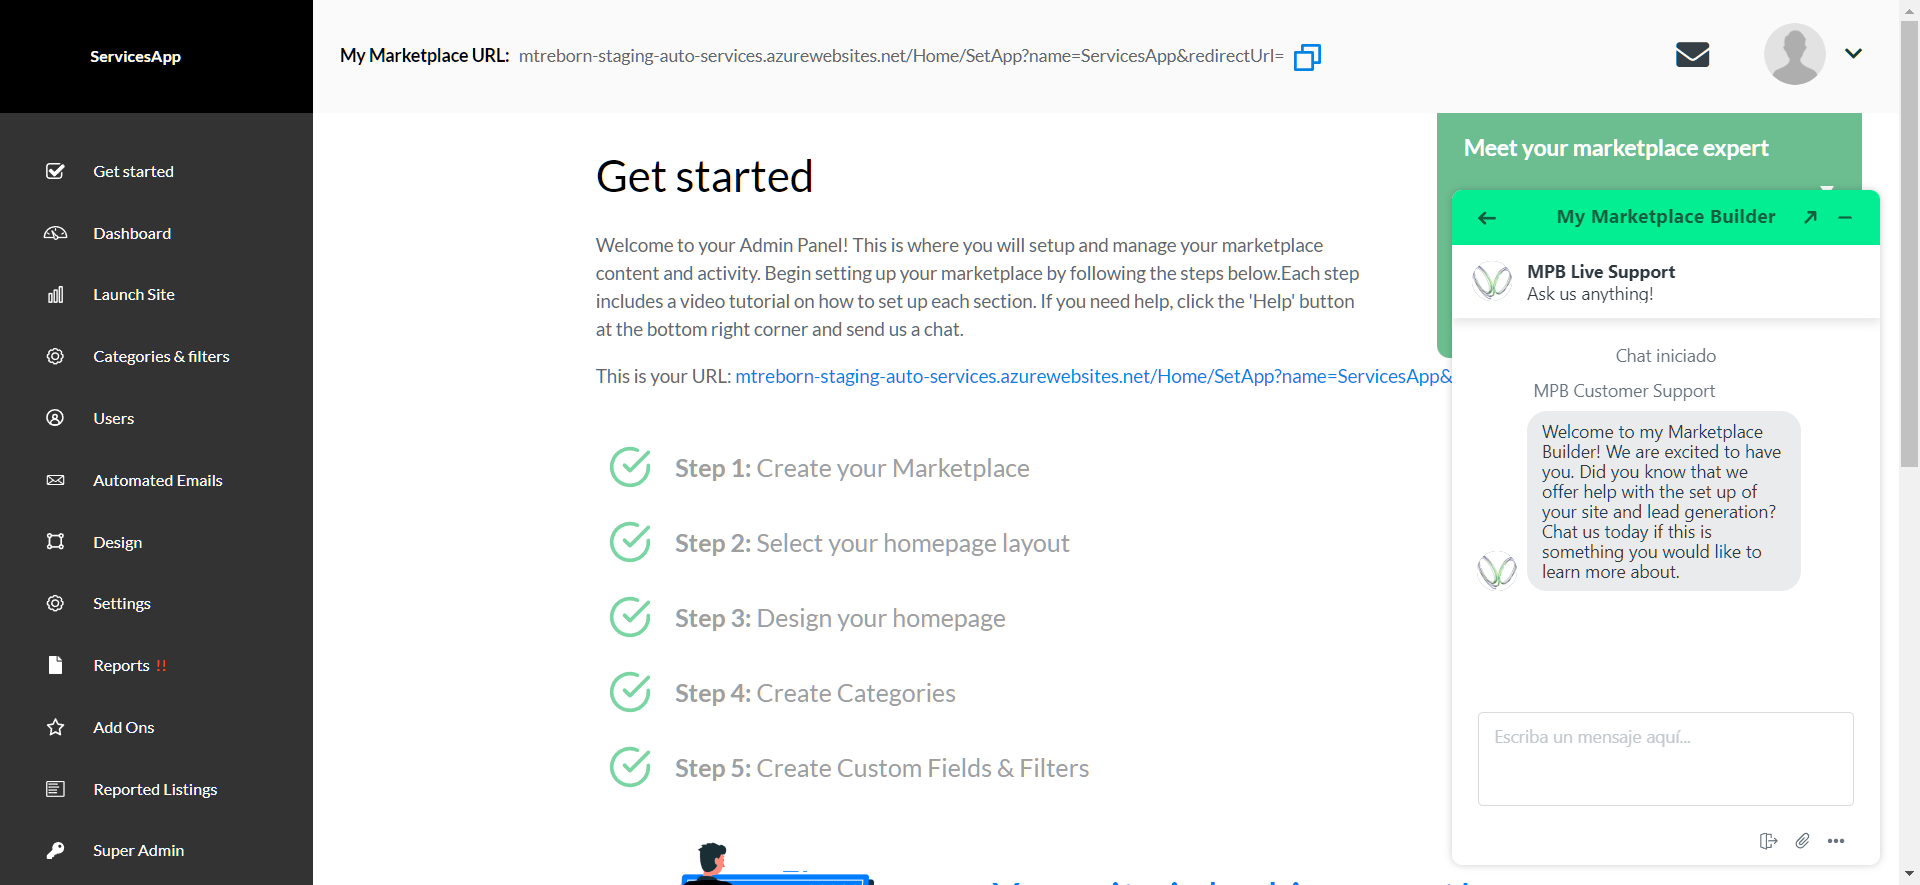 ServicesApp
My Marketplace URL: mtreborn-staging-auto-services.azurewebsites.net/Home/SetApp?name=ServicesApp&redirectUrl=
Get started
Dashboard
Launch Site
Categories & filters
Users
Automated Emails
Design
Settings
Reports !!
Add Ons
Reported Listings
Super Admin
Get started
Welcome to your Admin Panel! This is where you will setup and manage your marketplace
content and activity. Begin setting up your marketplace by following the steps below.Each step
includes a video tutorial on how to set up each section. If you need help, click the 'Help' button
at the bottom right corner and send us a chat.
This is your URL: mtreborn-staging-auto-services.azurewebsites.net/Home/SetApp?name=ServicesApp&
Step 1: Create your Marketplace
Step 2: Select your homepage layout
Step 3: Design your homepage
Step 4: Create Categories
Step 5: Create Custom Fields & Filters
Meet your marketplace expert
My Marketplace Builder
MPB Live Support
Ask us anything!
Chat iniciado
MPB Customer Support
Welcome to my Marketplace
Builder! We are excited to have
you. Did you know that we
offer help with the set up of
your site and lead generation?
Chat us today if this is
something you would like to
learn more about.
Escriba un mensaje aquí...